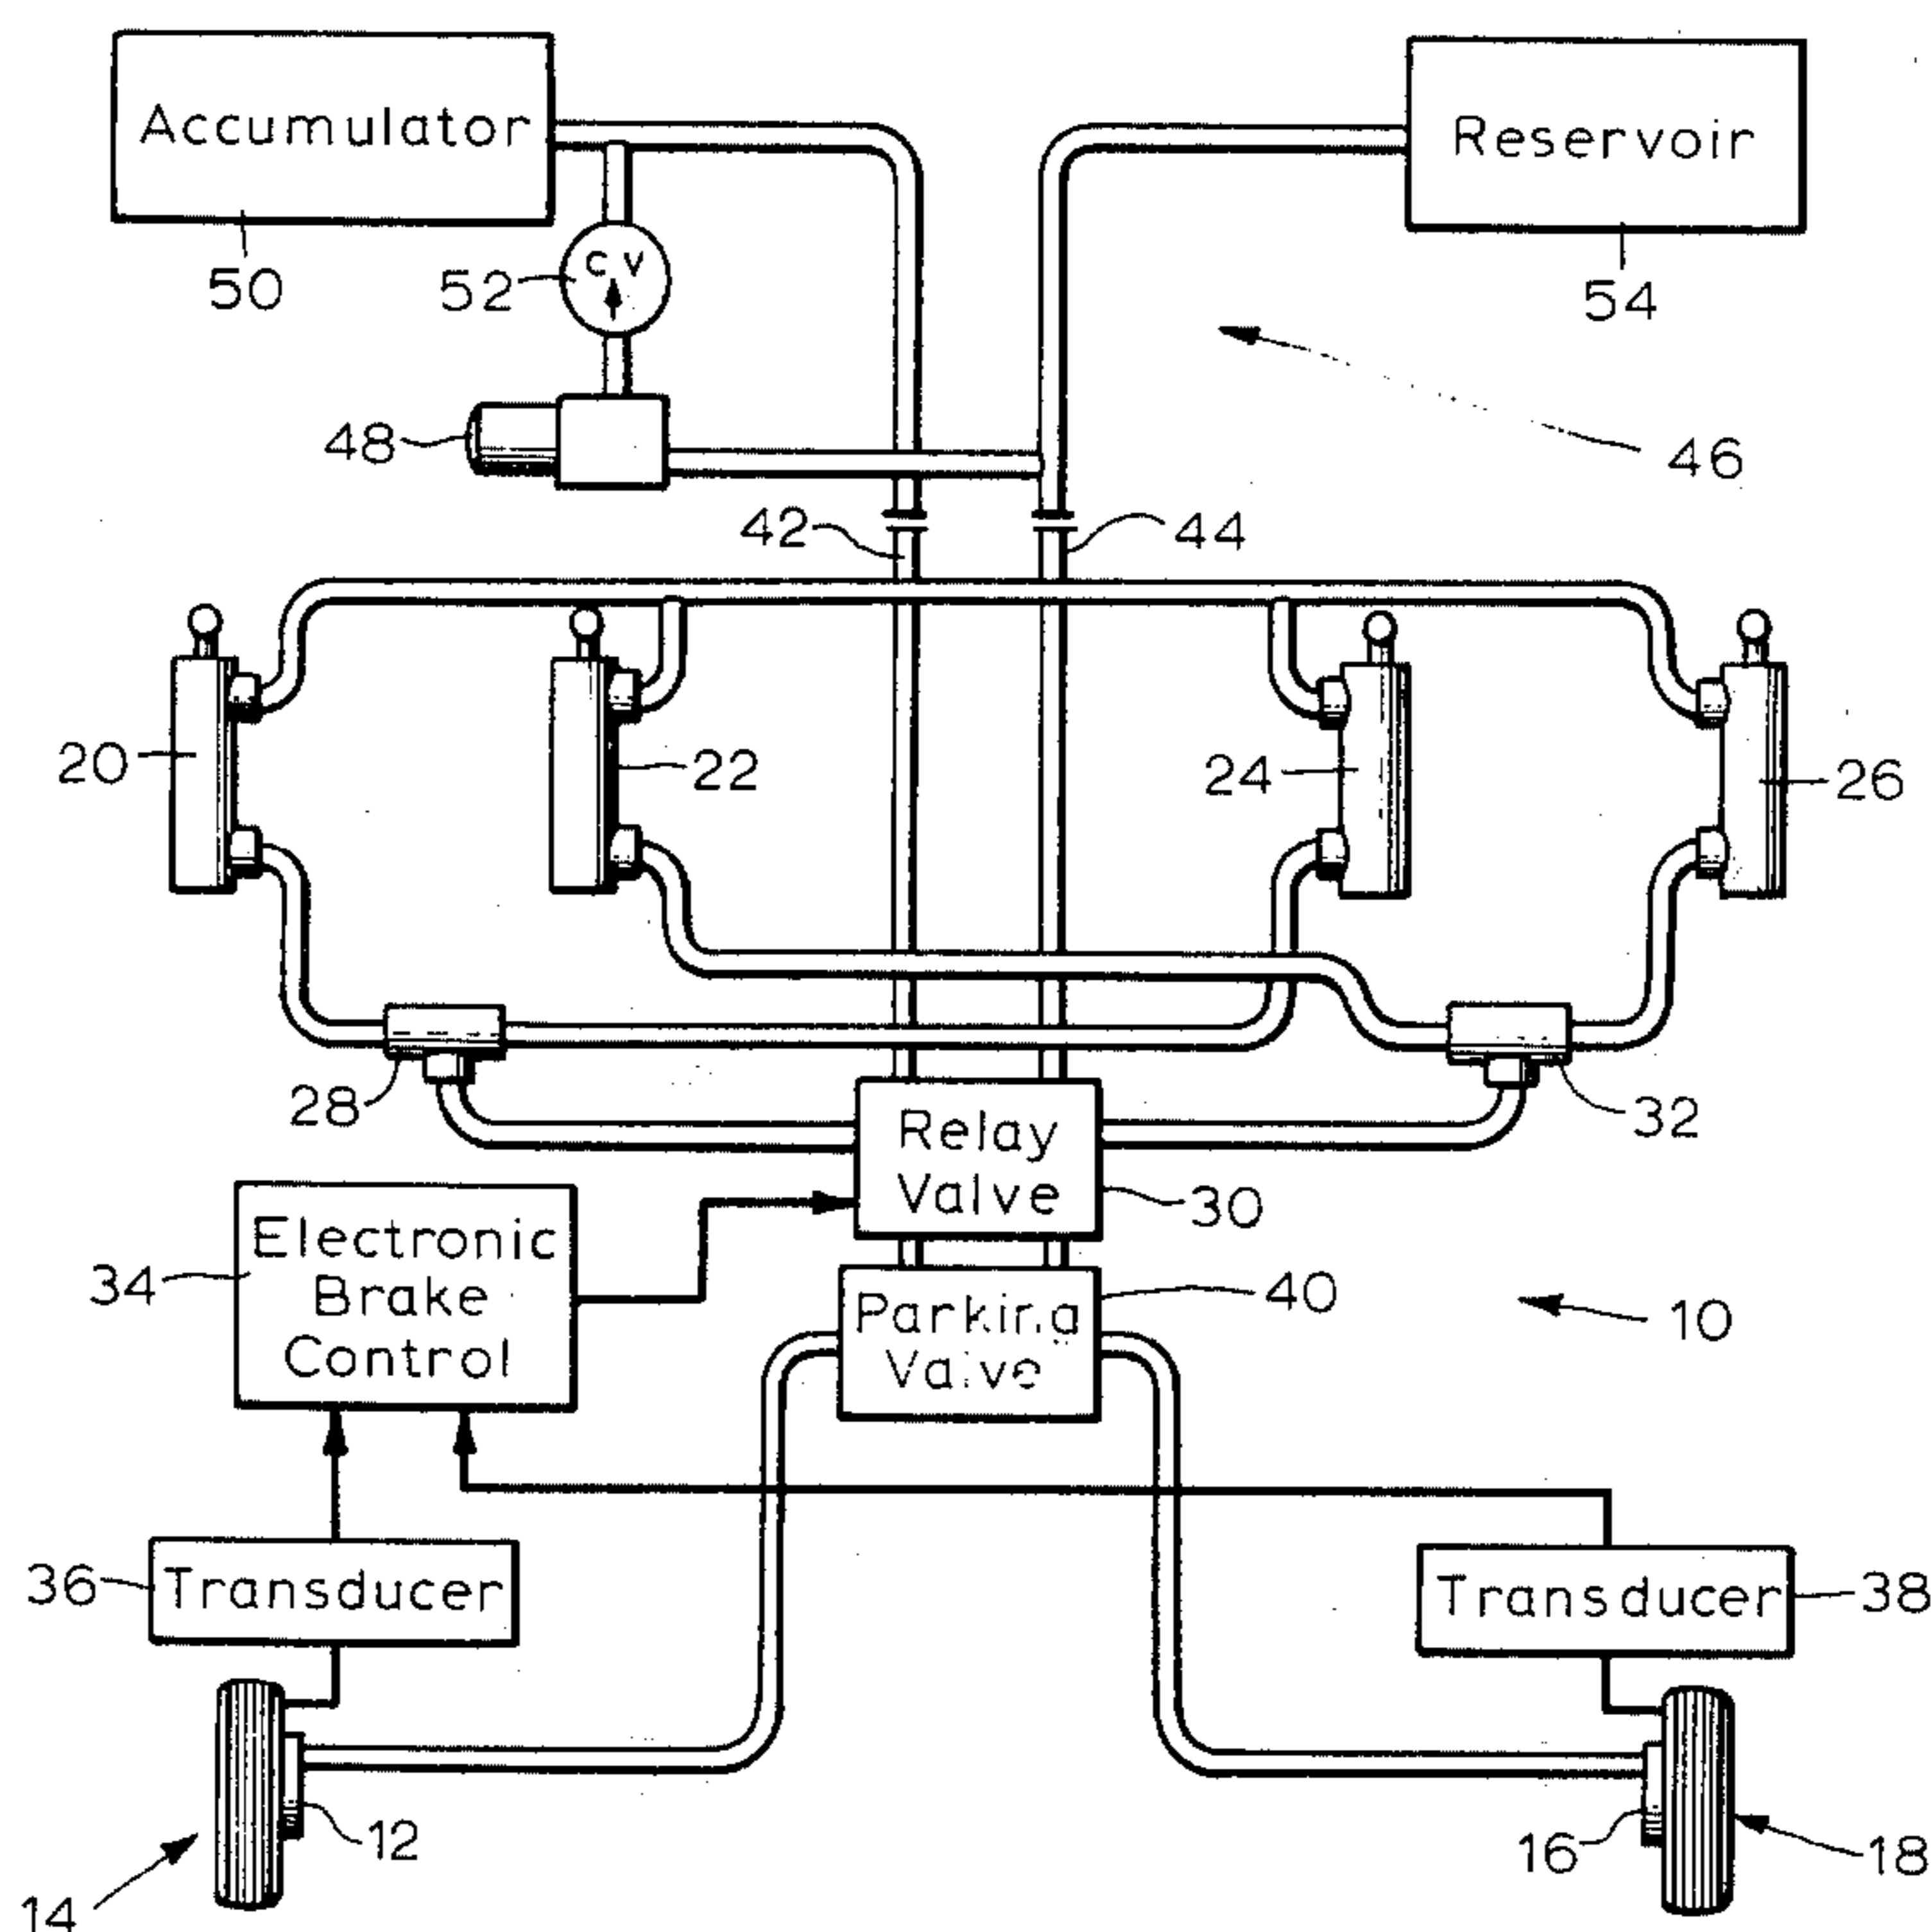 Accumulator
Reservoir
50
52
c v
54
48
46
42
44
20
22
24
26
28
Relay
Valve
32
30
34
Electronic
Brake
Control
40
Parking
Valve
10
36
Transducer
Transducer
38
12
14
16
18